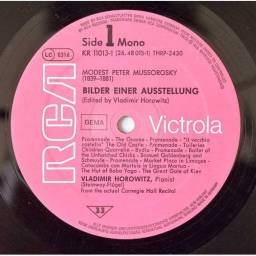 LC 0316
Side 1 Mono
KR 11013-1 (26.48 015-1) THRP-2420
MODEST PETER MUSSORGSKY
(1839-1881)
BILDER EINER AUSSTELLUNG
(Edited by Vladimir Horowitz)
GEMA
Victrola
RCA
Promenade - The Gnome - Promenade - "Il vecchio
castello" The Old Castle - Promenade - Tuileries
Children Quarrelin - Bydlo - Promenade - Ballet of
the Unhatched Chicks - Samuel Goldenberg and
Schmuyle - Promenade - Market Place in Limoges -
Catacombs con Mortuis in Lingua Mortua -
The Hut of Baba Yaga - The Great Gate of Kiev
VLADIMIR HOROWITZ, Pianist
(Steinway-Flügel)
from the actual Carnegie Hall Recital
33